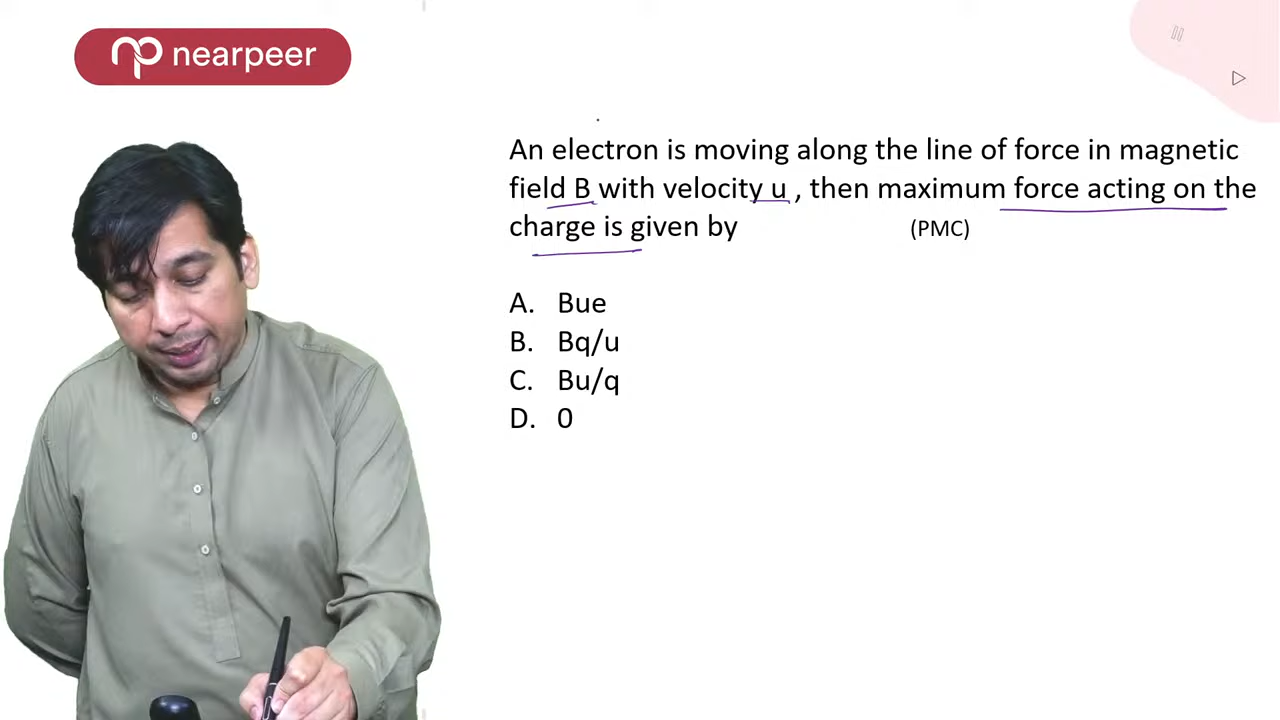 nearpeer
An electron is moving along the line of force in magnetic
field B with velocity u , then maximum force acting on the
charge is given by (PMC)
A. Bue
B. Bq/u
C. Bu/q
D. 0